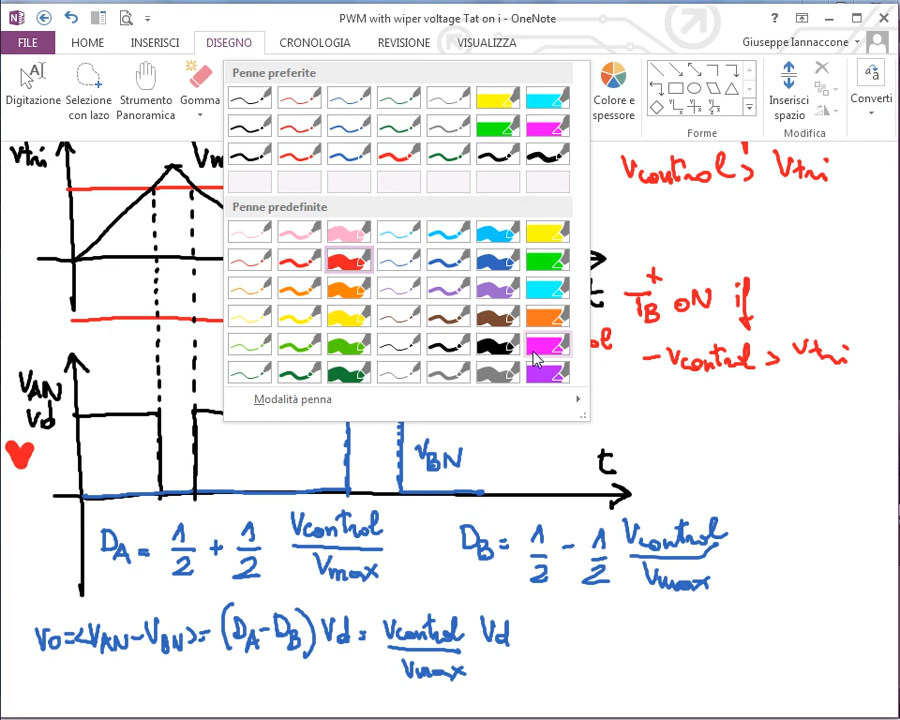 PWM with wiper voltage Tat on i - OneNote
FILE HOME INSERISCI DISEGNO CRONOLOGIA REVISIONE VISUALIZZA Giuseppe Iannaccone
Digitazione Selezione con lazo Strumento Panoramica Gomma Colore e spessore Forme Inserisci spazio Converti
Penne preferite
Penne predefinite
Modalità penna
Vtri
Vcontrol > Vtri
t
TB+ ON if
-Vcontrol > Vtri
VAN
Vd
VBN
t
DA = 1/2 + 1/2 Vcontrol/Vmax DB = 1/2 - 1/2 Vcontrol/Vmax
Vo = <VAN - VBN> = (DA - DB) Vd = Vcontrol/Vmax Vd